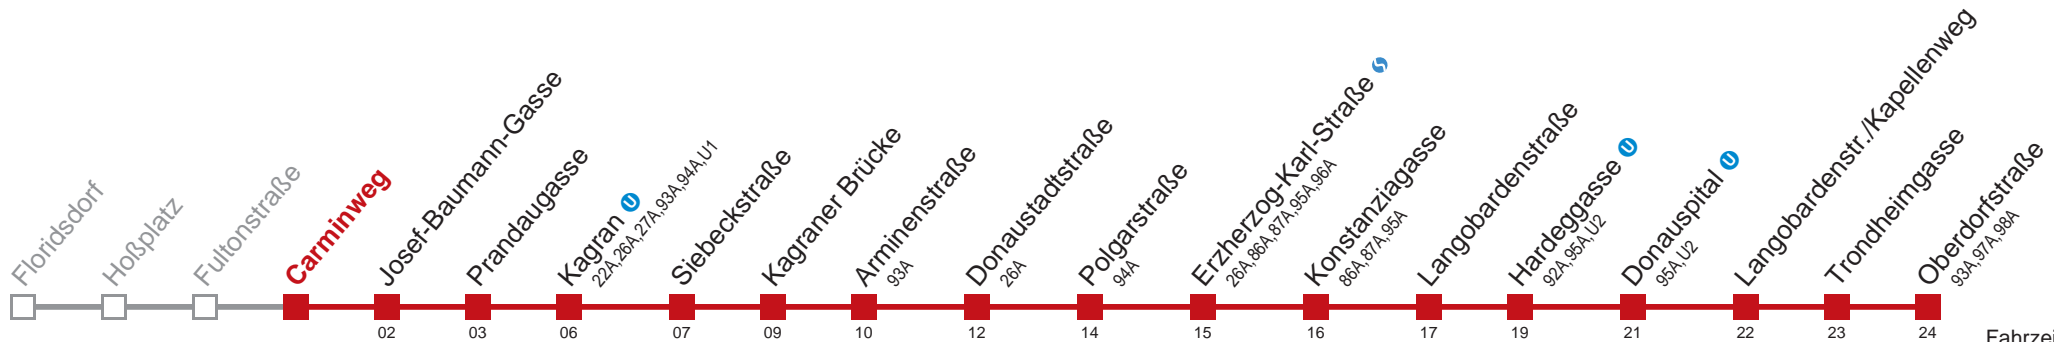 Floridsdorf
Hoßplatz
Fultonstraße
Carminweg
Josef-Baumann-Gasse
02
Prandaugasse
03
Kagran U
22A,26A,27A,93A,94A,U1
06
Siebeckstraße
07
Kagraner Brücke
09
Arminenstraße
93A
10
Donaustadtstraße
26A
12
Polgarstraße
94A
14
Erzherzog-Karl-Straße S
26A,86A,87A,95A,96A
15
Konstanziagasse
86A,87A,95A
16
Langobardenstraße
17
Hardeggasse U
92A,95A,U2
19
Donauspital U
95A,U2
21
Langobardenstr./Kapellenweg
22
Trondheimgasse
23
Oberdorfstraße
93A,97A,98A
24
Fahrzei